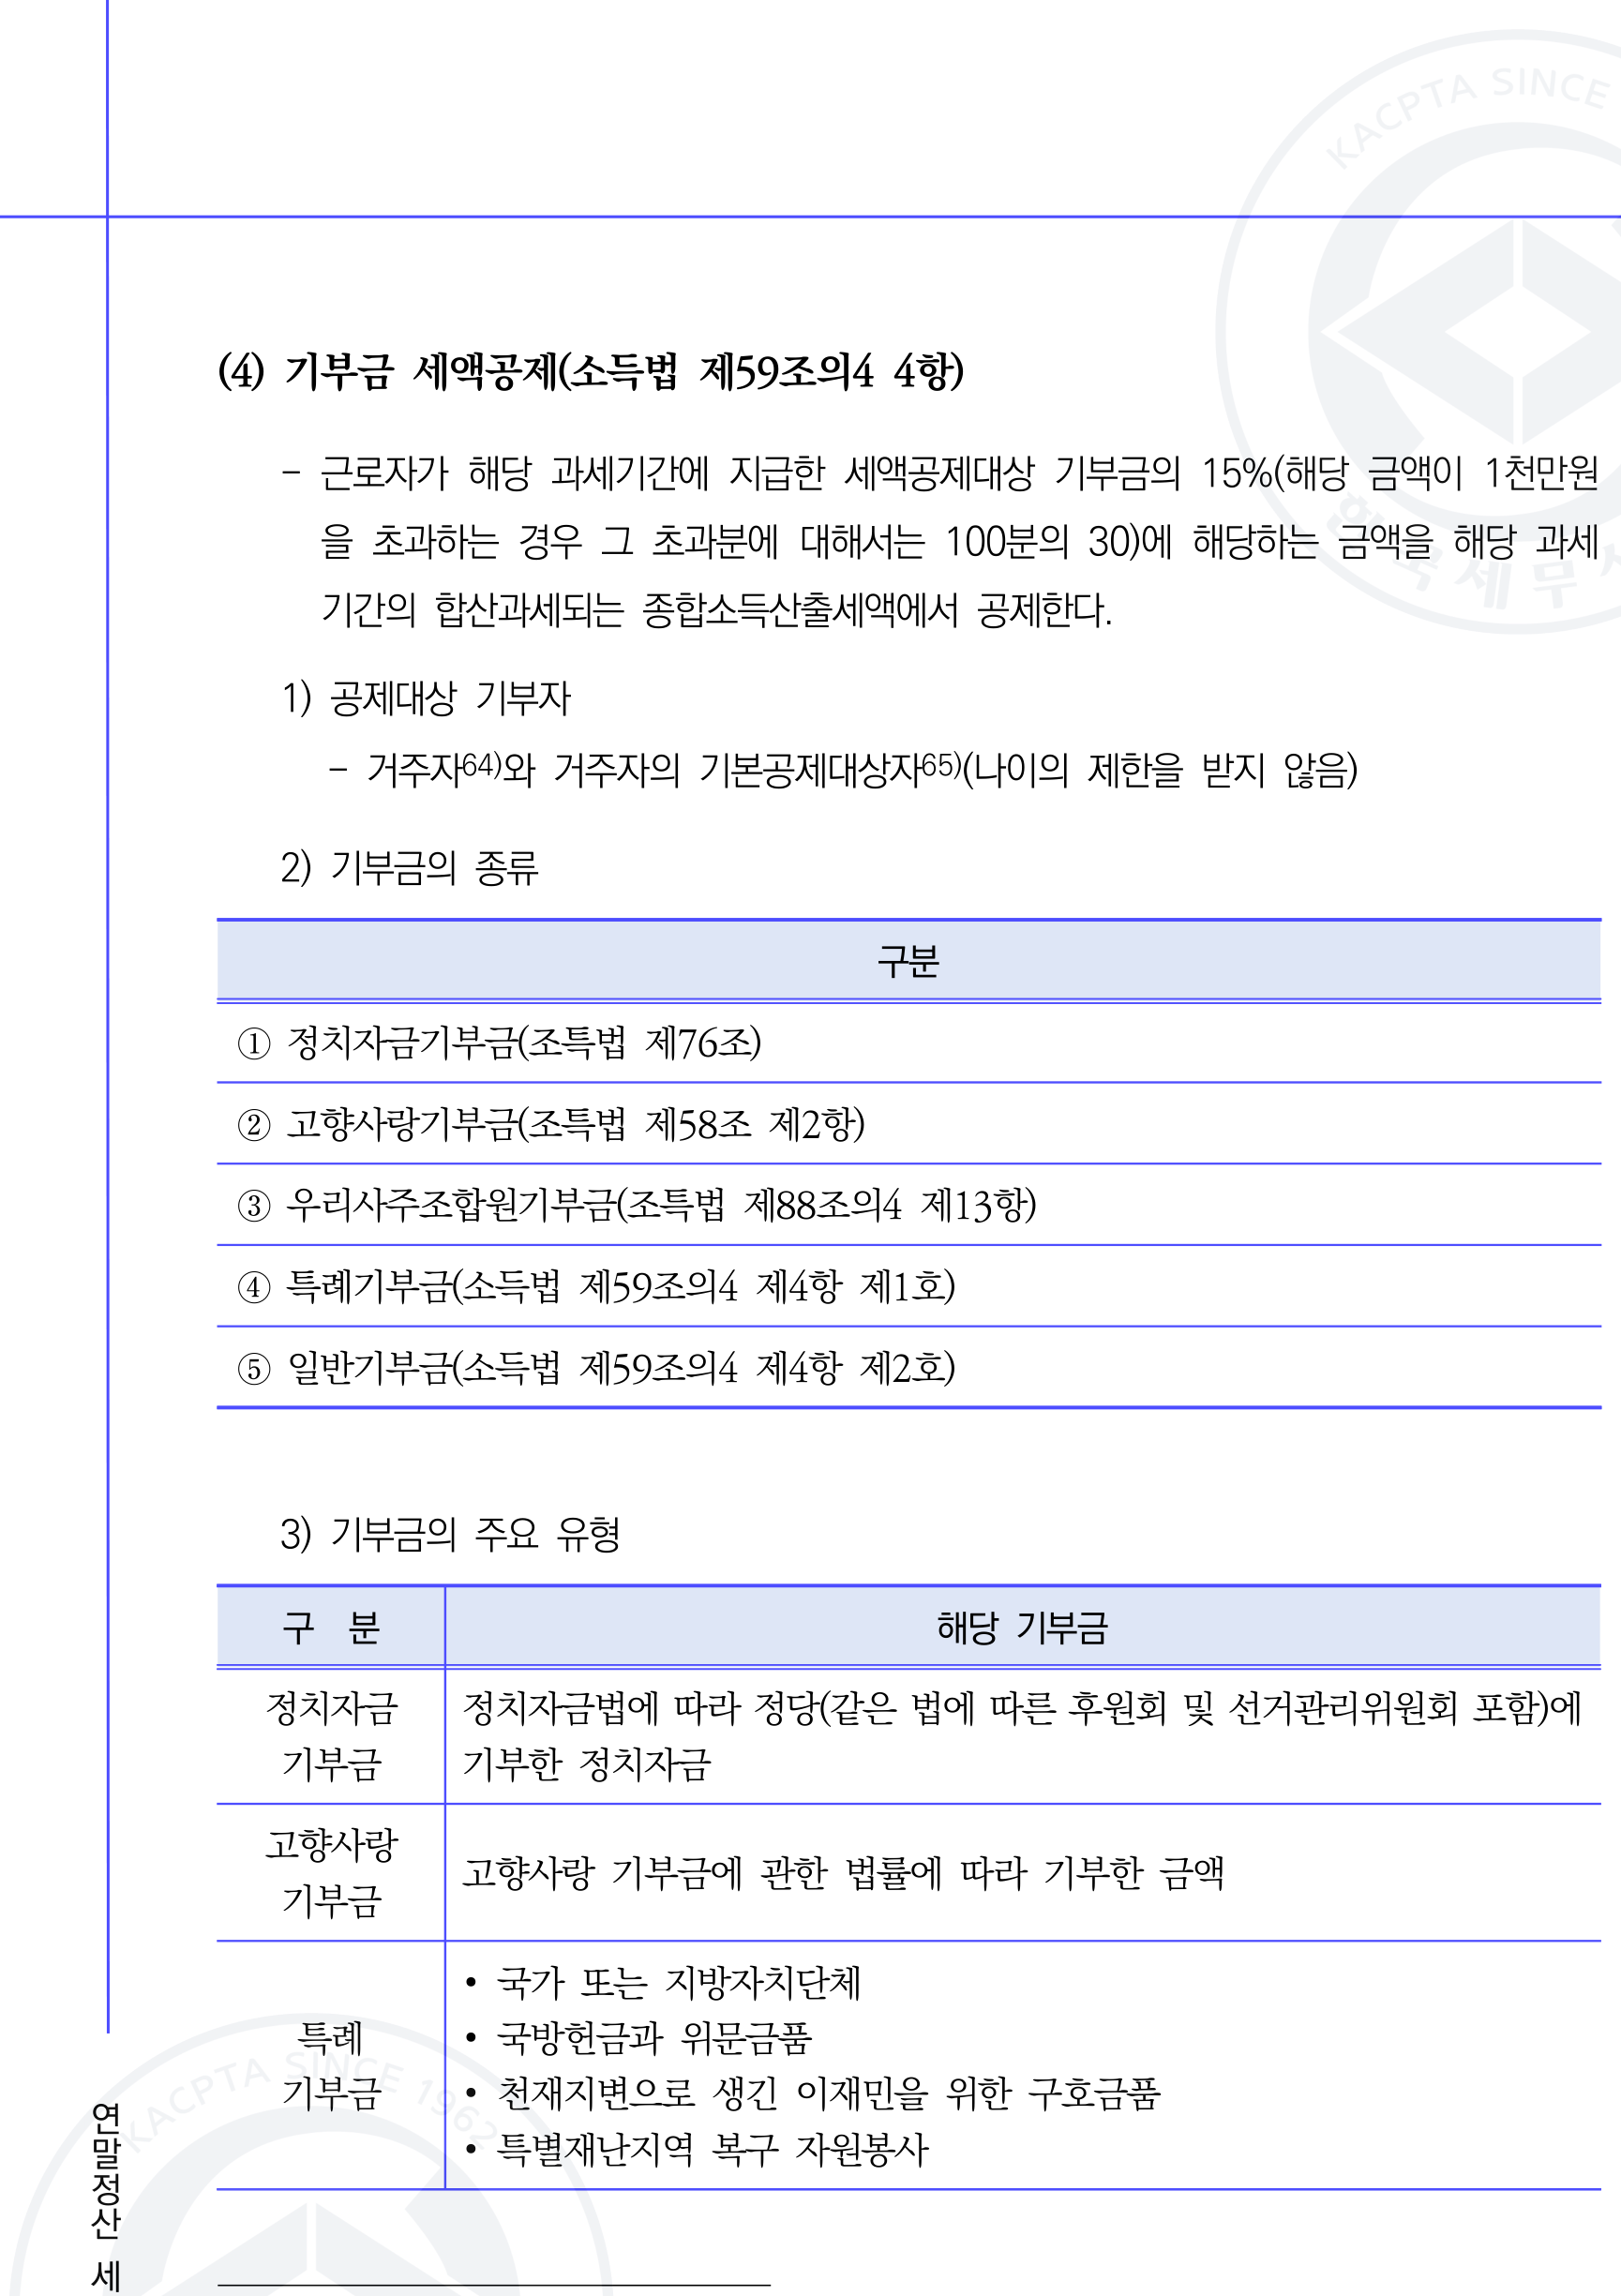 KACPTA SINCE
(4) 기부금 세액공제(소득법 제59조의4 4항)
- 근로자가 해당 과세기간에 지급한 세액공제대상 기부금의 15%(해당 금액이 1천만원
을 초과하는 경우 그 초과분에 대해서는 100분의 30)에 해당하는 금액을 해당 과세
기간의 합산과세되는 종합소득산출세액에서 공제한다.
1) 공제대상 기부자
- 거주자64)와 거주자의 기본공제대상자65)(나이의 제한을 받지 않음)
2) 기부금의 종류
구분
① 정치자금기부금(조특법 제76조)
② 고향사랑기부금(조특법 제58조 제2항)
③ 우리사주조합원기부금(조특법 제88조의4 제13항)
④ 특례기부금(소득법 제59조의4 제4항 제1호)
⑤ 일반기부금(소득법 제59조의4 제4항 제2호)
3) 기부금의 주요 유형
구 분
해당 기부금
정치자금
기부금
정치자금법에 따라 정당(같은 법에 따른 후원회 및 선거관리위원회 포함)에
기부한 정치자금
고향사랑
기부금
고향사랑 기부금에 관한 법률에 따라 기부한 금액
특례
기부금
• 국가 또는 지방자치단체
• 국방헌금과 위문금품
• 천재지변으로 생긴 이재민을 위한 구호금품
• 특별재난지역 복구 자원봉사
KACPTA SINCE 1962
연말정산 세